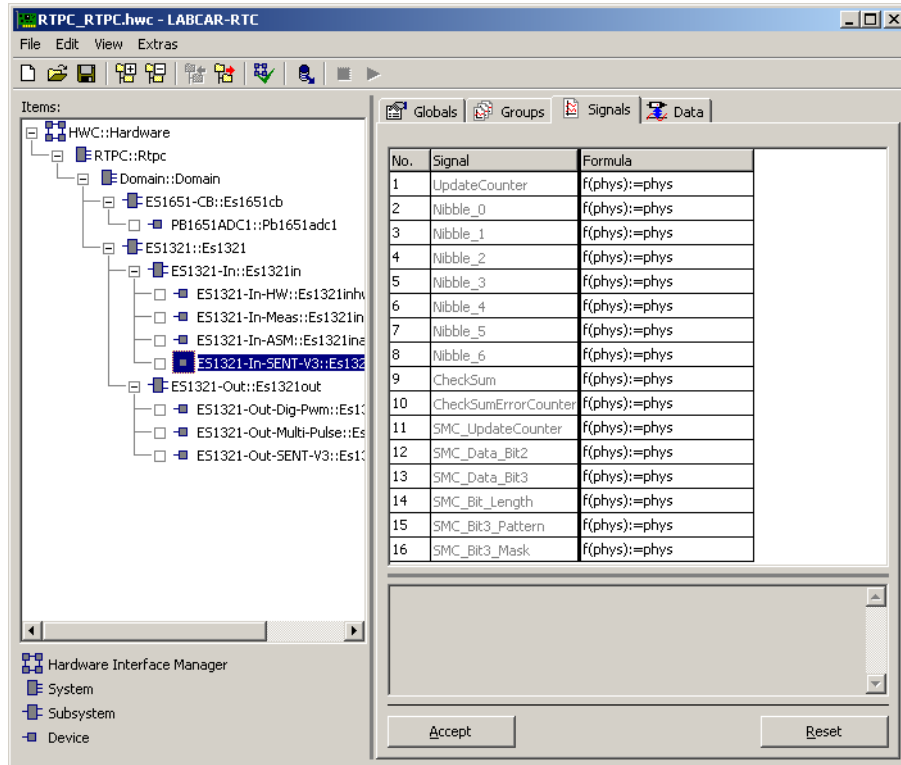 RTPC_RTPC.hwc - LABCAR-RTC
File Edit View Extras
Items:
HWC::Hardware
RTPC::Rtpc
Domain::Domain
ES1651-CB::Es1651cb
PB1651ADC1::Pb1651adc1
ES1321::Es1321
ES1321-In::Es1321in
ES1321-In-HW::Es1321inhw
ES1321-In-Meas::Es1321in
ES1321-In-ASM::Es1321ina
ES1321-In-SENT-V3::Es132
ES1321-Out::Es1321out
ES1321-Out-Dig-Pwm::Es13
ES1321-Out-Multi-Pulse::Es
ES1321-Out-SENT-V3::Es13
Hardware Interface Manager
System
Subsystem
Device
Globals Groups Signals Data
No. Signal Formula
1 UpdateCounter f(phys):=phys
2 Nibble_0 f(phys):=phys
3 Nibble_1 f(phys):=phys
4 Nibble_2 f(phys):=phys
5 Nibble_3 f(phys):=phys
6 Nibble_4 f(phys):=phys
7 Nibble_5 f(phys):=phys
8 Nibble_6 f(phys):=phys
9 CheckSum f(phys):=phys
10 CheckSumErrorCounter f(phys):=phys
11 SMC_UpdateCounter f(phys):=phys
12 SMC_Data_Bit2 f(phys):=phys
13 SMC_Data_Bit3 f(phys):=phys
14 SMC_Bit_Length f(phys):=phys
15 SMC_Bit3_Pattern f(phys):=phys
16 SMC_Bit3_Mask f(phys):=phys
Accept Reset